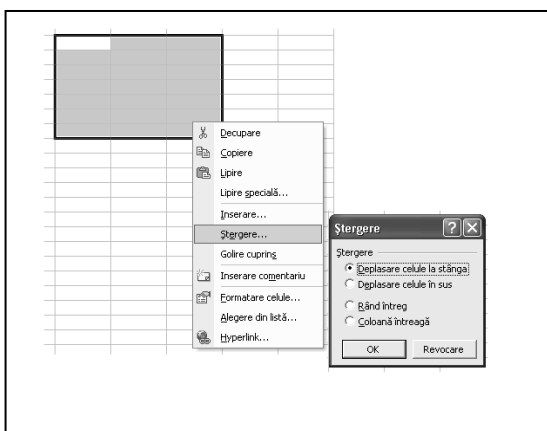 Decupare
Copiere
Lipire
Lipire specială...
Inserare...
Ştergere...
Golire cuprins
Inserare comentariu
Formatare celule...
Alegere din listă...
Hyperlink...
Ştergere
Ştergere
Deplasare celule la stânga
Deplasare celule în sus
Rând întreg
Coloană întreagă
OK Revocare